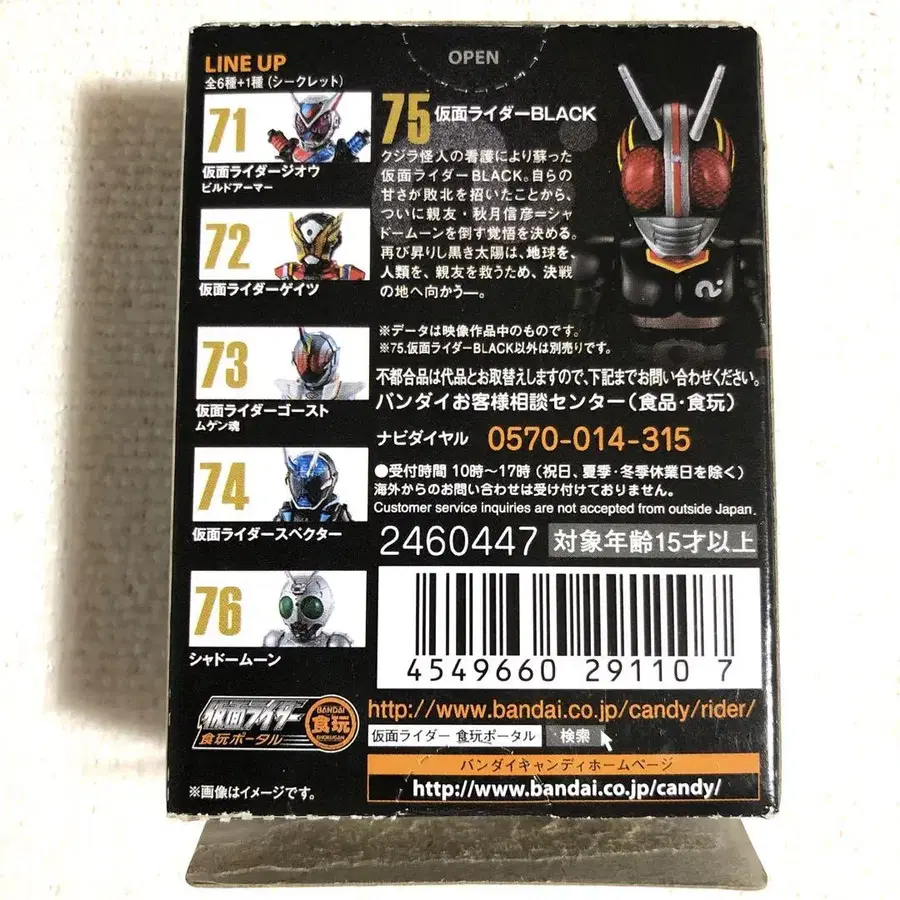 LINE UP
全6種+1種(シークレット)
71
仮面ライダージオウ
ビルドアーマー
72
仮面ライダーゲイツ
73
仮面ライダーゴースト
ムゲン魂
74
仮面ライダースペクター
76
シャドームーン
OPEN
75 仮面ライダーBLACK
クジラ怪人の看護により蘇った
仮面ライダーBLACK。自らの
甘さが敗北を招いたことから、
ついに親友・秋月信彦=シャ
ドームーンを倒す覚悟を決める。
再び昇りし黒き太陽は、地球を、
人類を、親友を救うため、決戦
の地へ向かう―。
※データは映像作品中のものです。
※75.仮面ライダーBLACK以外は別売りです。
不都合品は代品とお取替えしますので、下記までお問い合わせください。
バンダイお客様相談センター(食品・食玩)
ナビダイヤル 0570-014-315
●受付時間 10時~17時(祝日、夏季・冬季休業日を除く)
海外からのお問い合わせは受け付けておりません。
Customer service inquiries are not accepted from outside Japan.
2460447 対象年齢15才以上
4549660 291107
仮面ライダー
食玩ポータル
BANDAI
食玩
SHOKUGAN
http://www.bandai.co.jp/candy/rider/
仮面ライダー 食玩ポータル 検索
バンダイキャンディホームページ
http://www.bandai.co.jp/candy/
※画像はイメージです。